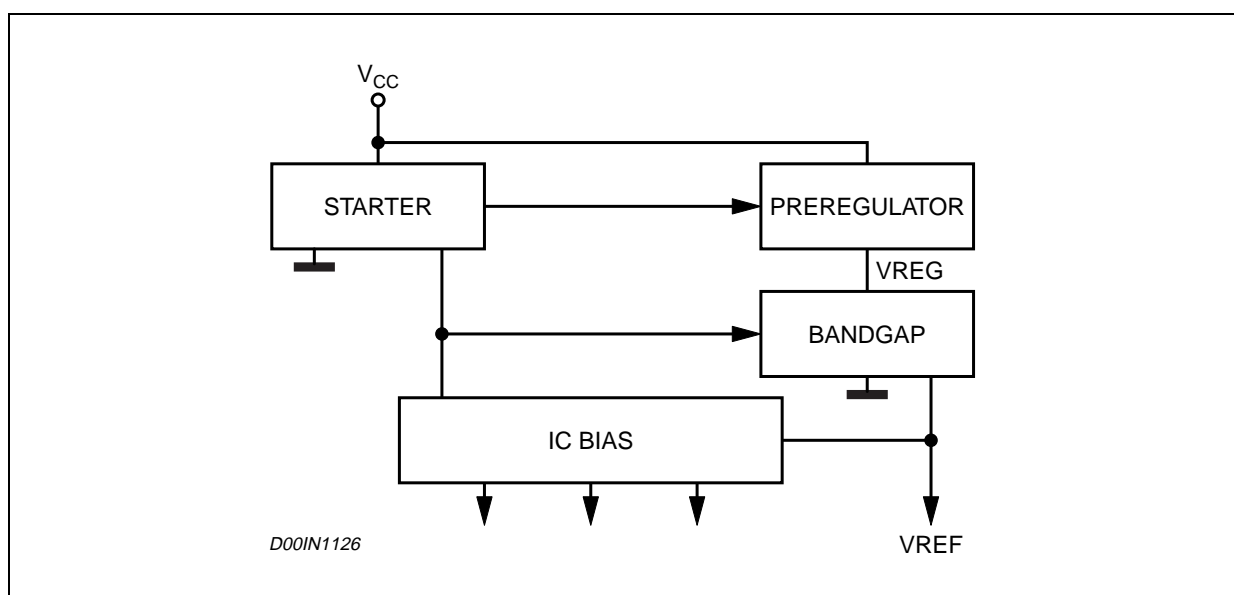 VCC
STARTER
PREREGULATOR
VREG
BANDGAP
IC BIAS
D00IN1126
VREF